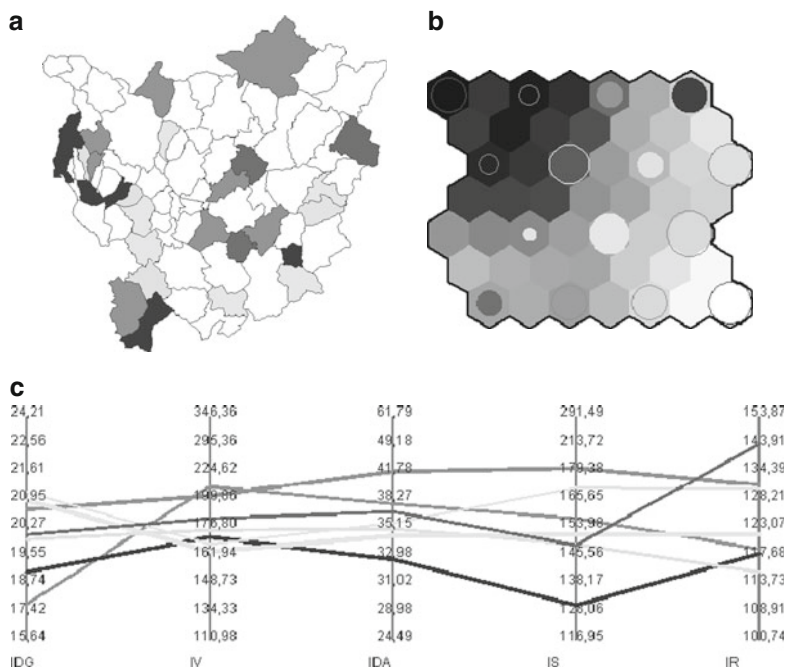 a
b
c
24,21 346,36 61,79 291,49 153,87
22,56 295,36 49,18 213,72 143,91
21,61 224,62 41,78 179,38 134,39
20,95 199,86 38,27 165,65 128,21
20,27 176,80 35,15 153,98 123,07
19,55 161,94 32,98 145,56 117,68
18,74 148,73 31,02 138,17 113,73
17,42 134,33 28,98 128,06 108,91
15,64 110,98 24,49 116,95 100,74
IDG IV IDA IS IR